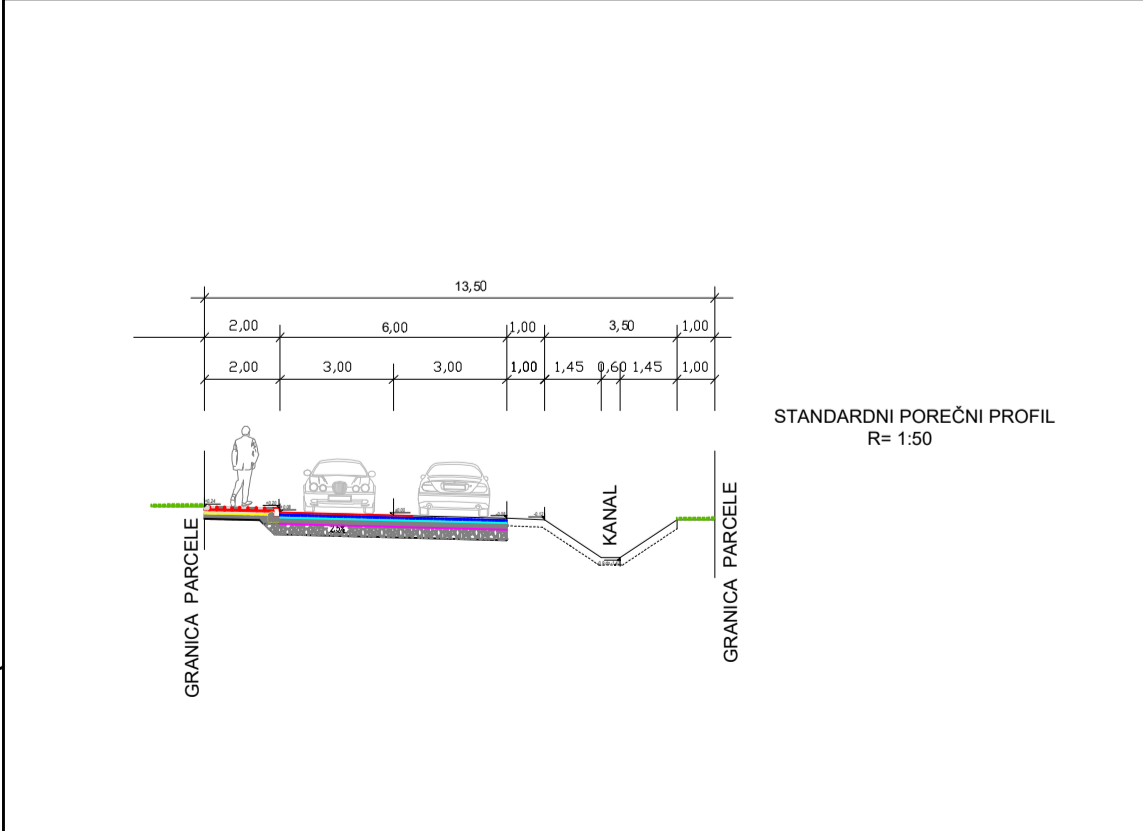 13,50
2,00 6,00 1,00 3,50 1,00
2,00 3,00 3,00 1,00 1,45 0,60 1,45 1,00
STANDARDNI POREČNI PROFIL
R= 1:50
KANAL
GRANICA PARCELE
GRANICA PARCELE